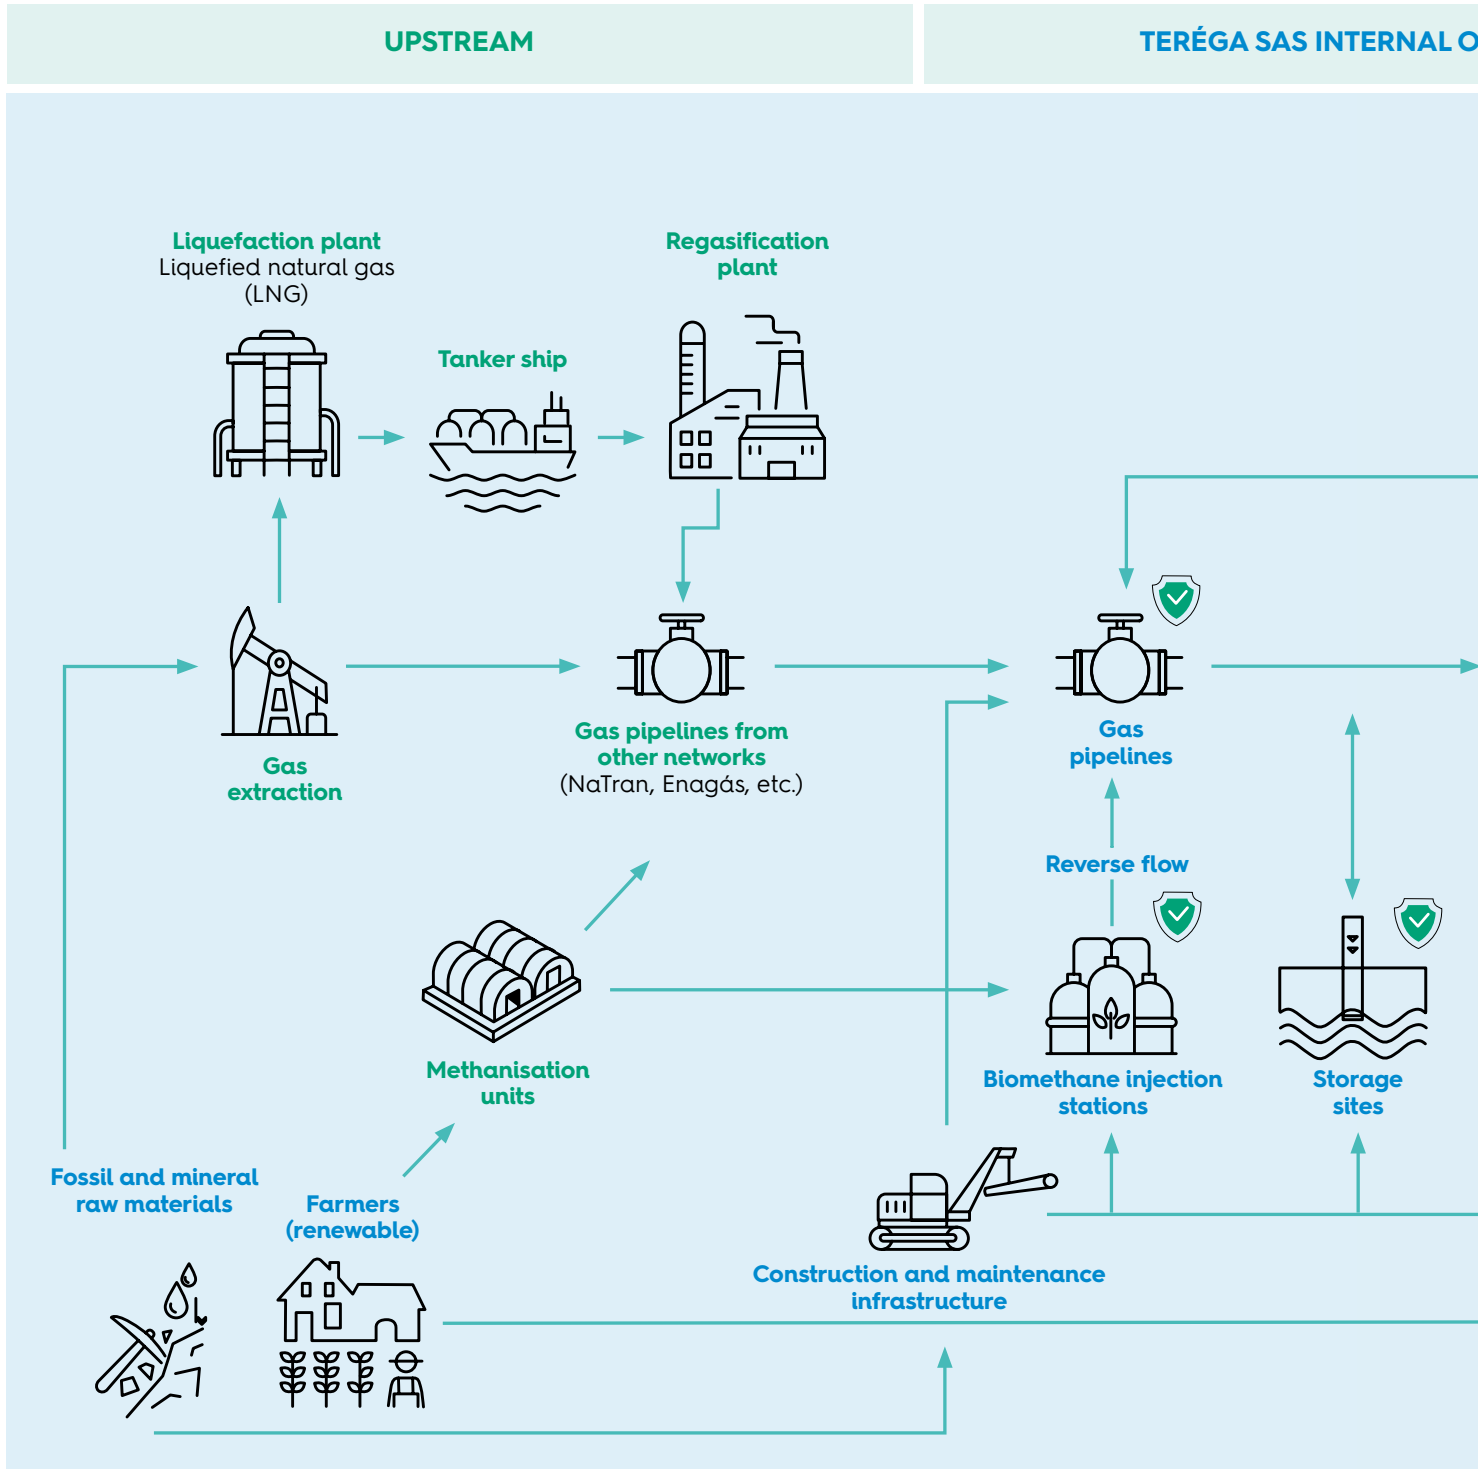 UPSTREAM
TERÉGA SAS INTERNAL O
Liquefaction plant
Liquefied natural gas
(LNG)
Tanker ship
Regasification
plant
Gas
extraction
Gas pipelines from
other networks
(NaTran, Enagás, etc.)
Gas
pipelines
Reverse flow
Methanisation
units
Biomethane injection
stations
Storage
sites
Fossil and mineral
raw materials
Farmers
(renewable)
Construction and maintenance
infrastructure